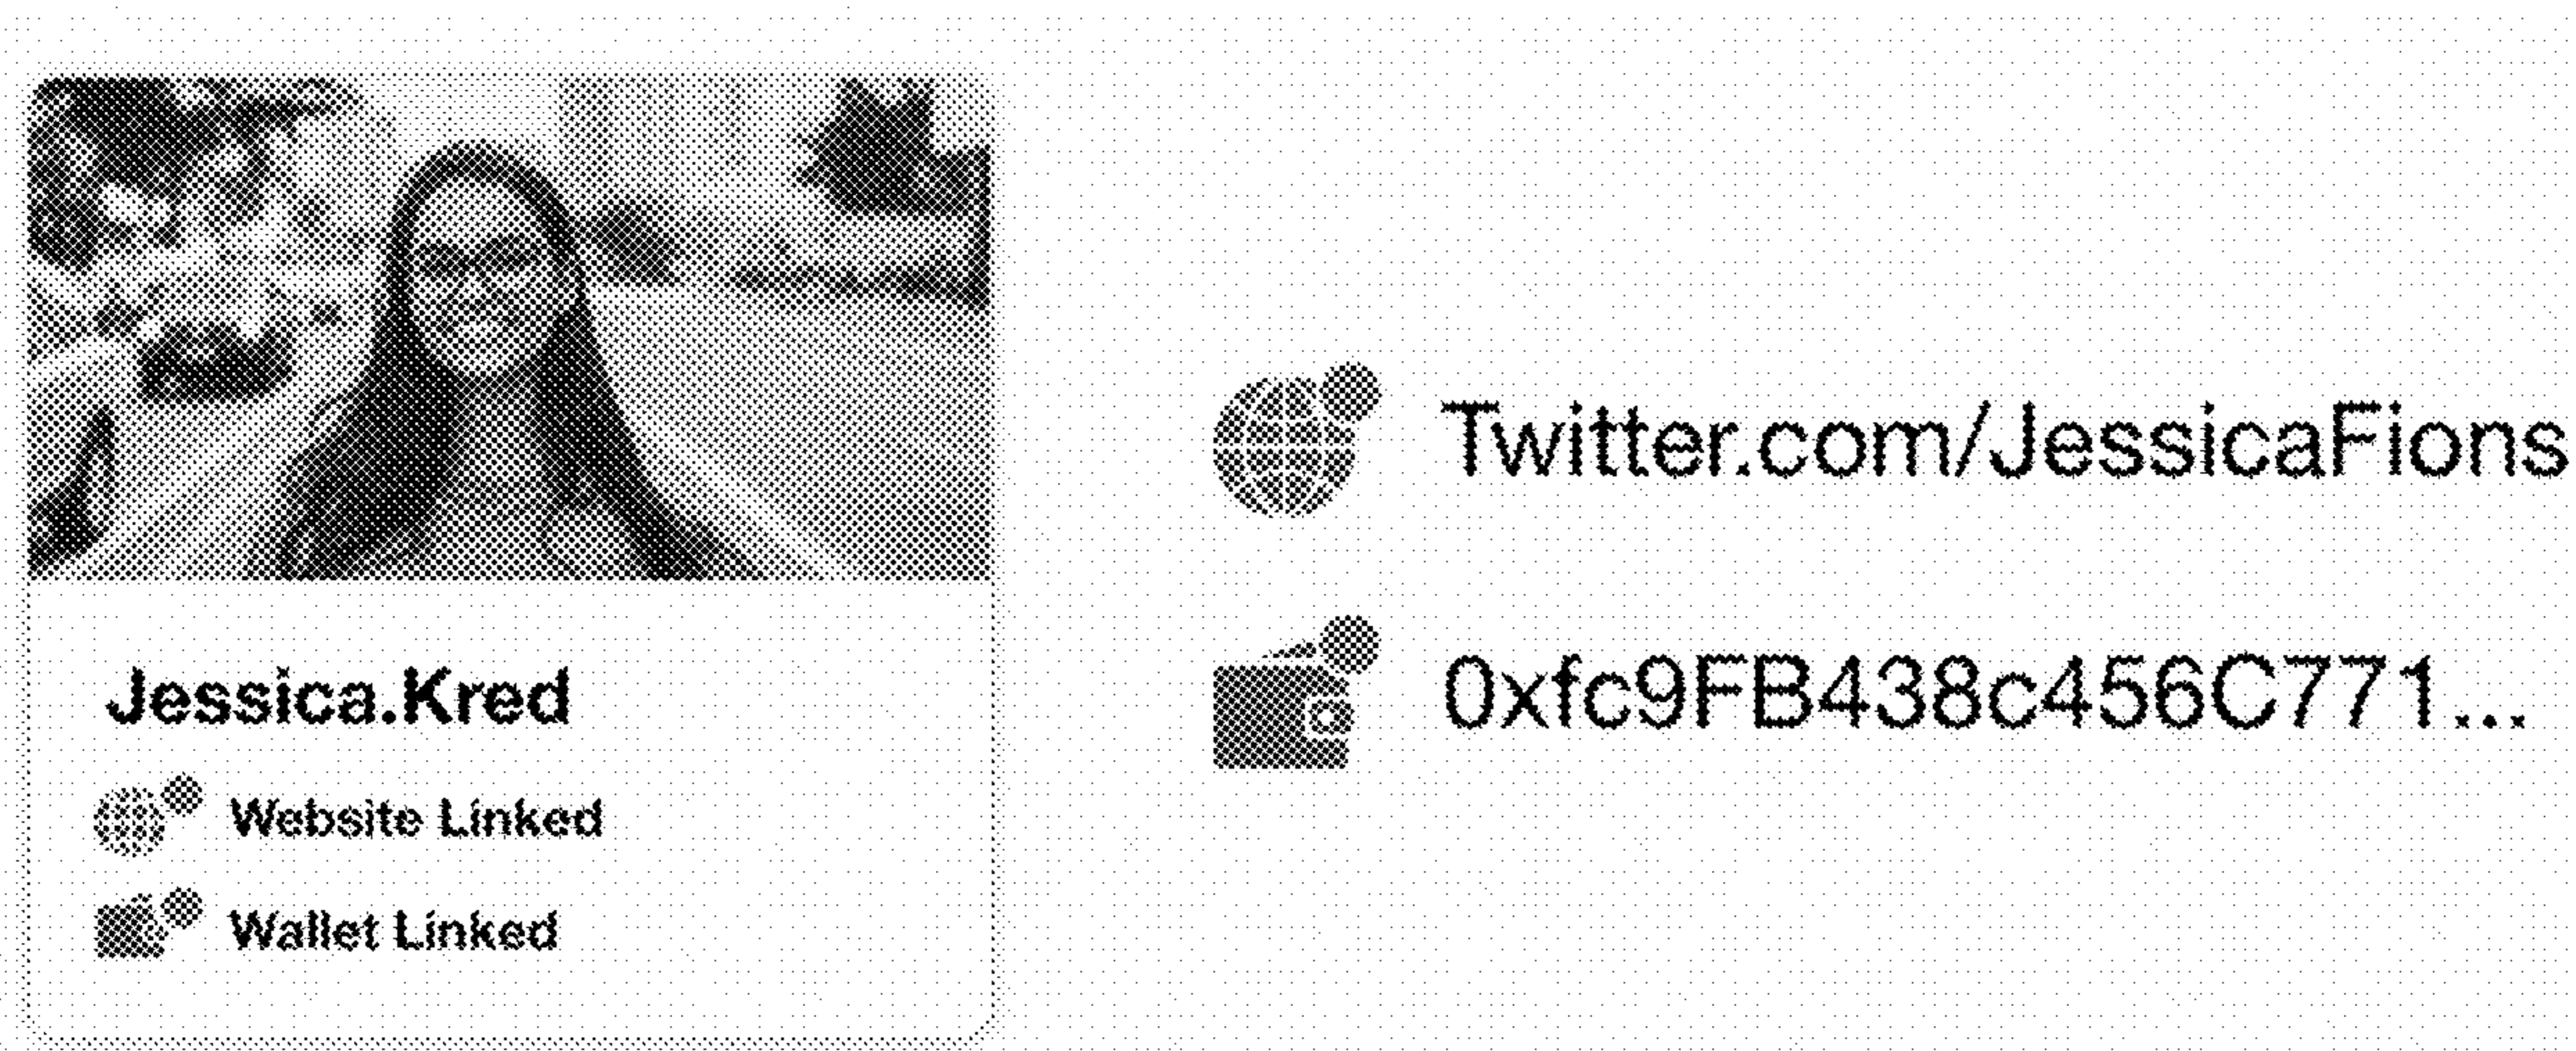 Jessica.Kred
Website Linked
Wallet Linked
Twitter.com/JessicaFions
0xfc9FB438c456C771...